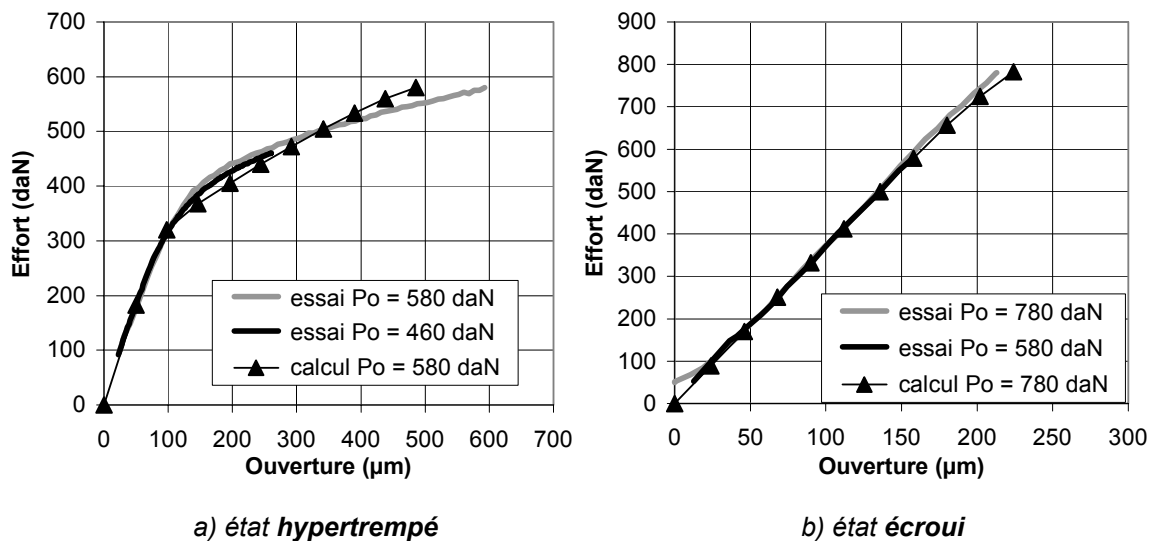 700
600
500
400
300
200
100
0
Effort (daN)
essai Po = 580 daN
essai Po = 460 daN
calcul Po = 580 daN
0 100 200 300 400 500 600 700
Ouverture (µm)
a) état hypertrempé
900
800
700
600
500
400
300
200
100
0
Effort (daN)
essai Po = 780 daN
essai Po = 580 daN
calcul Po = 780 daN
0 50 100 150 200 250 300
Ouverture (µm)
b) état écroui